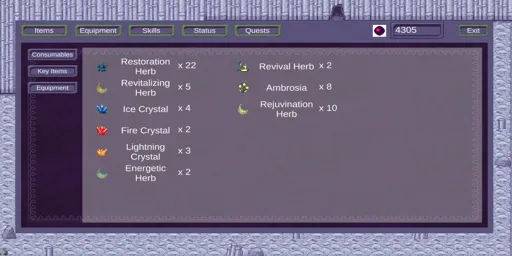 Items Equipment Skills Status Quests 4305 Exit
Consumables
Key Items
Equipment
Restoration
Herb x 22
Revitalizing
Herb x 5
Ice Crystal x 4
Fire Crystal x 2
Lightning
Crystal x 3
Energetic
Herb x 2
Revival Herb x 2
Ambrosia x 8
Rejuvination
Herb x 10